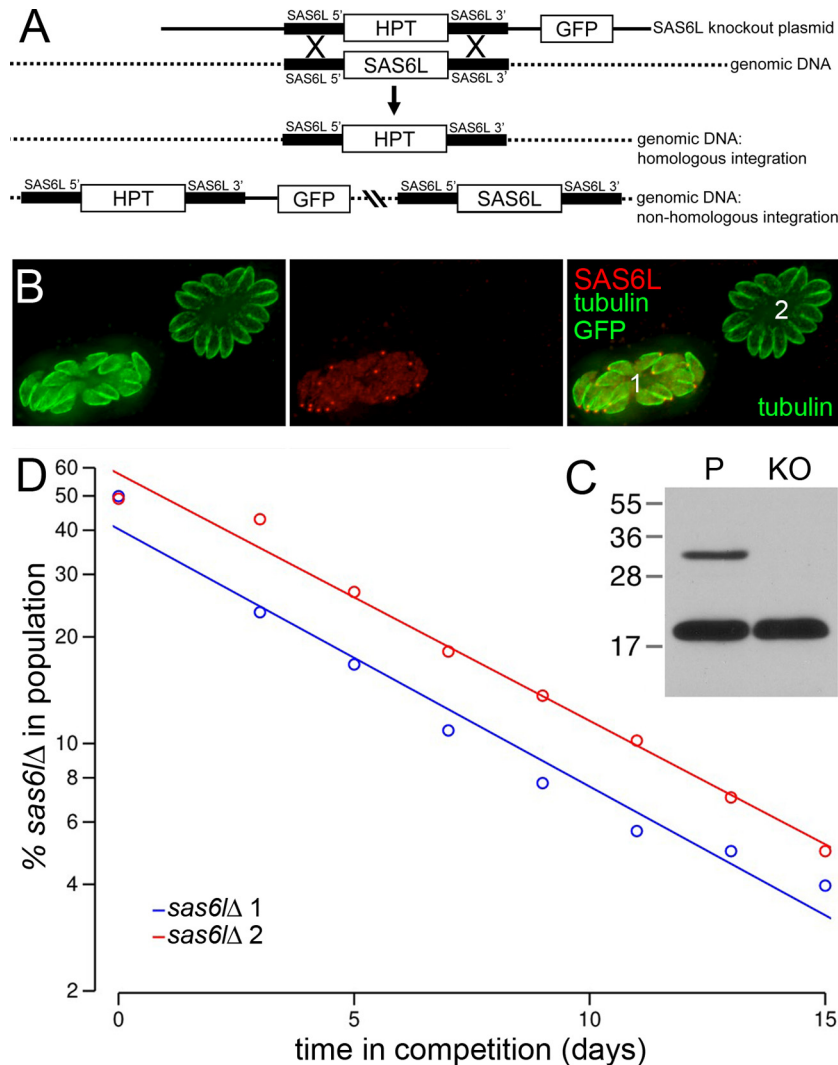 A
SAS6L 5' HPT SAS6L 3' GFP SAS6L knockout plasmid
SAS6L 5' SAS6L SAS6L 3' genomic DNA
SAS6L 5' HPT SAS6L 3' genomic DNA:
homologous integration
SAS6L 5' HPT SAS6L 3' GFP SAS6L 5' SAS6L SAS6L 3' genomic DNA:
non-homologous integration
B
SAS6L
tubulin
GFP
1
2
tubulin
C
P KO
55
36
28
17
D
% sas6lΔ in population
60
50
40
30
20
10
8
6
4
2
sas6lΔ 1
sas6lΔ 2
0 5 10 15
time in competition (days)